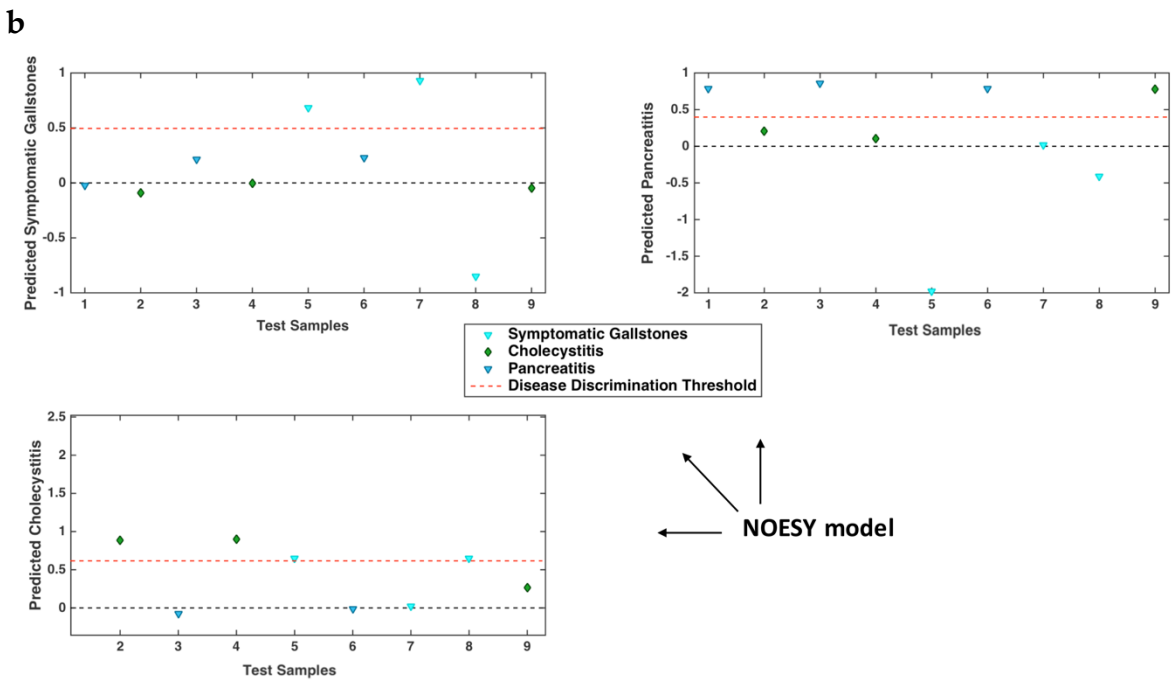 b
Predicted Symptomatic Gallstones
1
0.5
0
-0.5
-1
1 2 3 4 5 6 7 8 9
Test Samples
Predicted Pancreatitis
1
0.5
0
-0.5
-1
-1.5
-2
1 2 3 4 5 6 7 8 9
Test Samples
Symptomatic Gallstones
Cholecystitis
Pancreatitis
Disease Discrimination Threshold
Predicted Cholecystitis
2.5
2
1.5
1
0.5
0
2 3 4 5 6 7 8 9
Test Samples
NOESY model